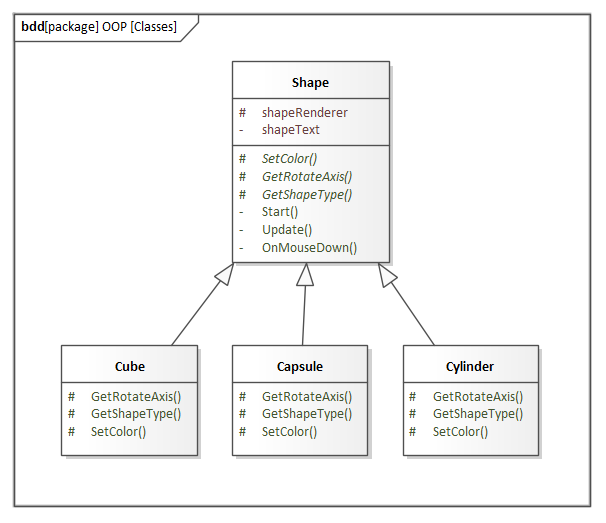 bdd[package] OOP [Classes]
Shape
# shapeRenderer
- shapeText
# SetColor()
# GetRotateAxis()
# GetShapeType()
- Start()
- Update()
- OnMouseDown()
Cube
# GetRotateAxis()
# GetShapeType()
# SetColor()
Capsule
# GetRotateAxis()
# GetShapeType()
# SetColor()
Cylinder
# GetRotateAxis()
# GetShapeType()
# SetColor()